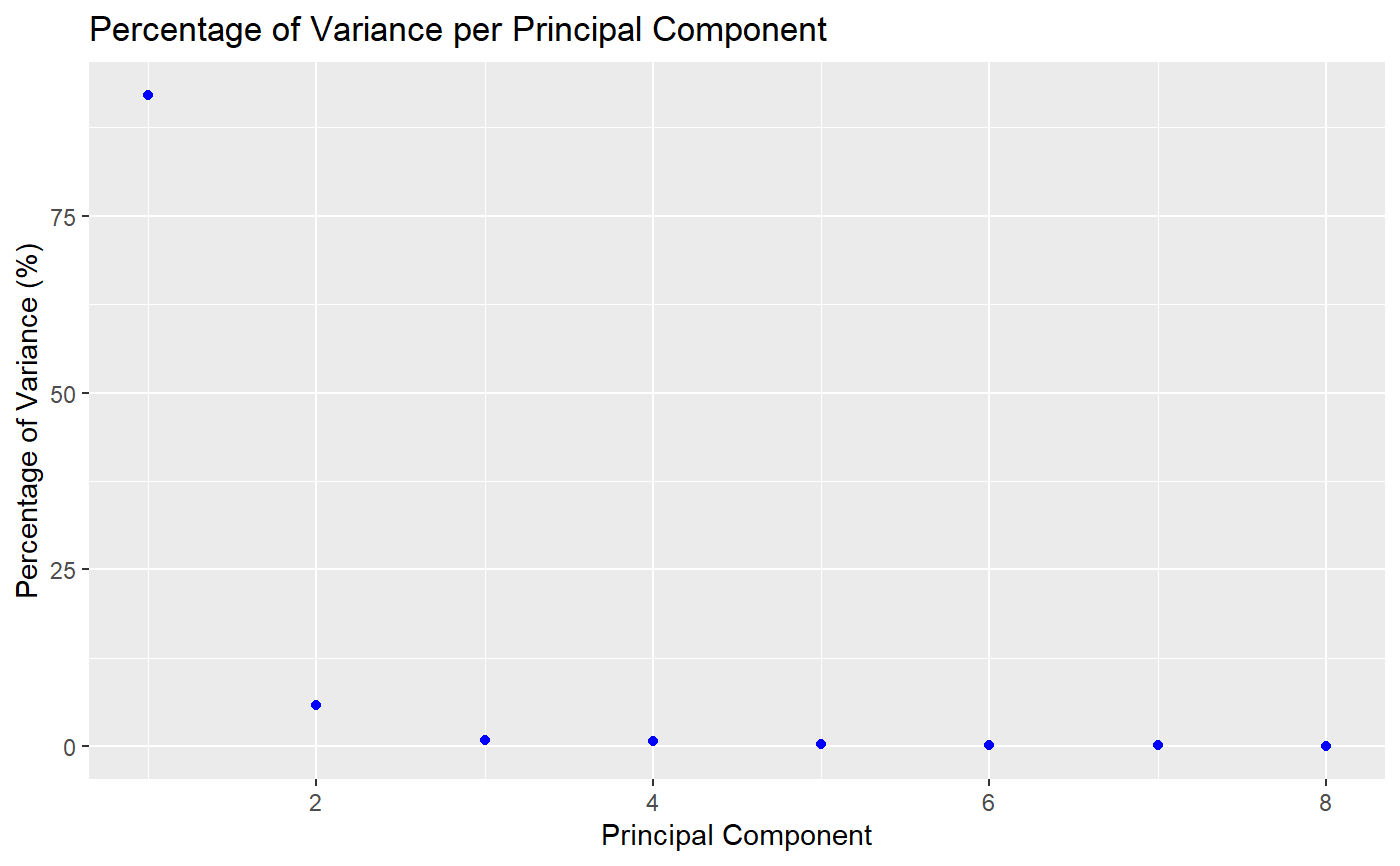 Percentage of Variance per Principal Component
Percentage of Variance (%)
75
50
25
0
2 4 6 8
Principal Component